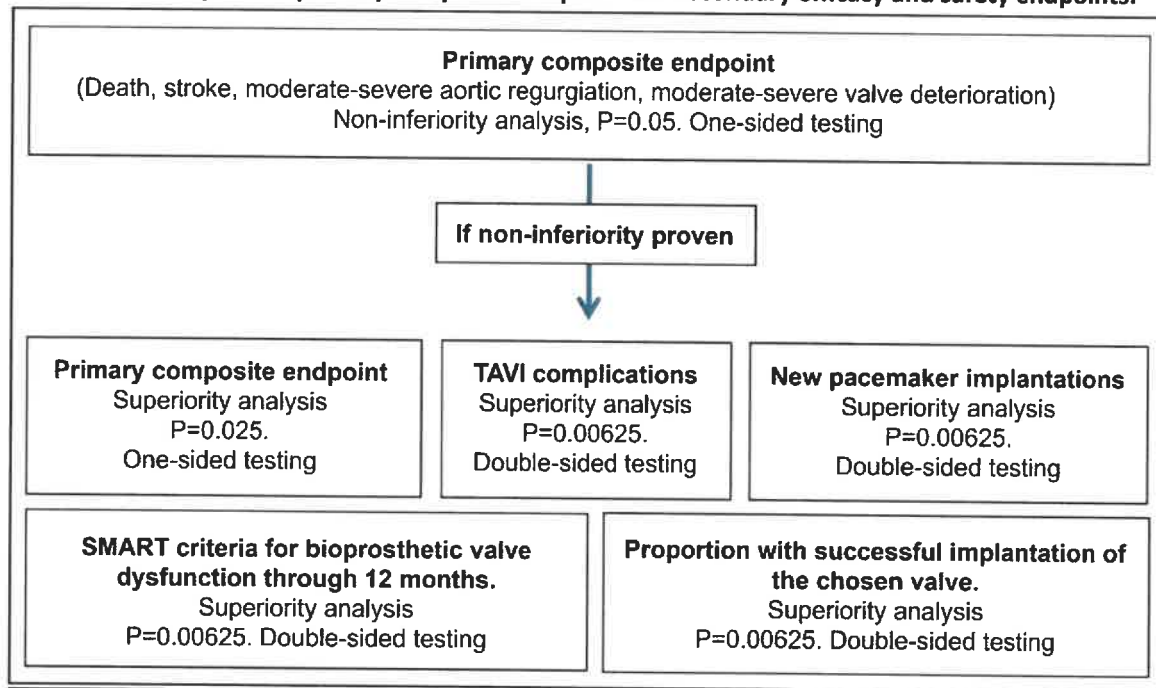 efficacy and safety endpoints.
Primary composite endpoint
(Death, stroke, moderate-severe aortic regurgiation, moderate-severe valve deterioration)
Non-inferiority analysis, P=0.05. One-sided testing
If non-inferiority proven
Primary composite endpoint
Superiority analysis
P=0.025.
One-sided testing
TAVI complications
Superiority analysis
P=0.00625.
Double-sided testing
New pacemaker implantations
Superiority analysis
P=0.00625.
Double-sided testing
SMART criteria for bioprosthetic valve
dysfunction through 12 months.
Superiority analysis
P=0.00625. Double-sided testing
Proportion with successful implantation of
the chosen valve.
Superiority analysis
P=0.00625. Double-sided testing